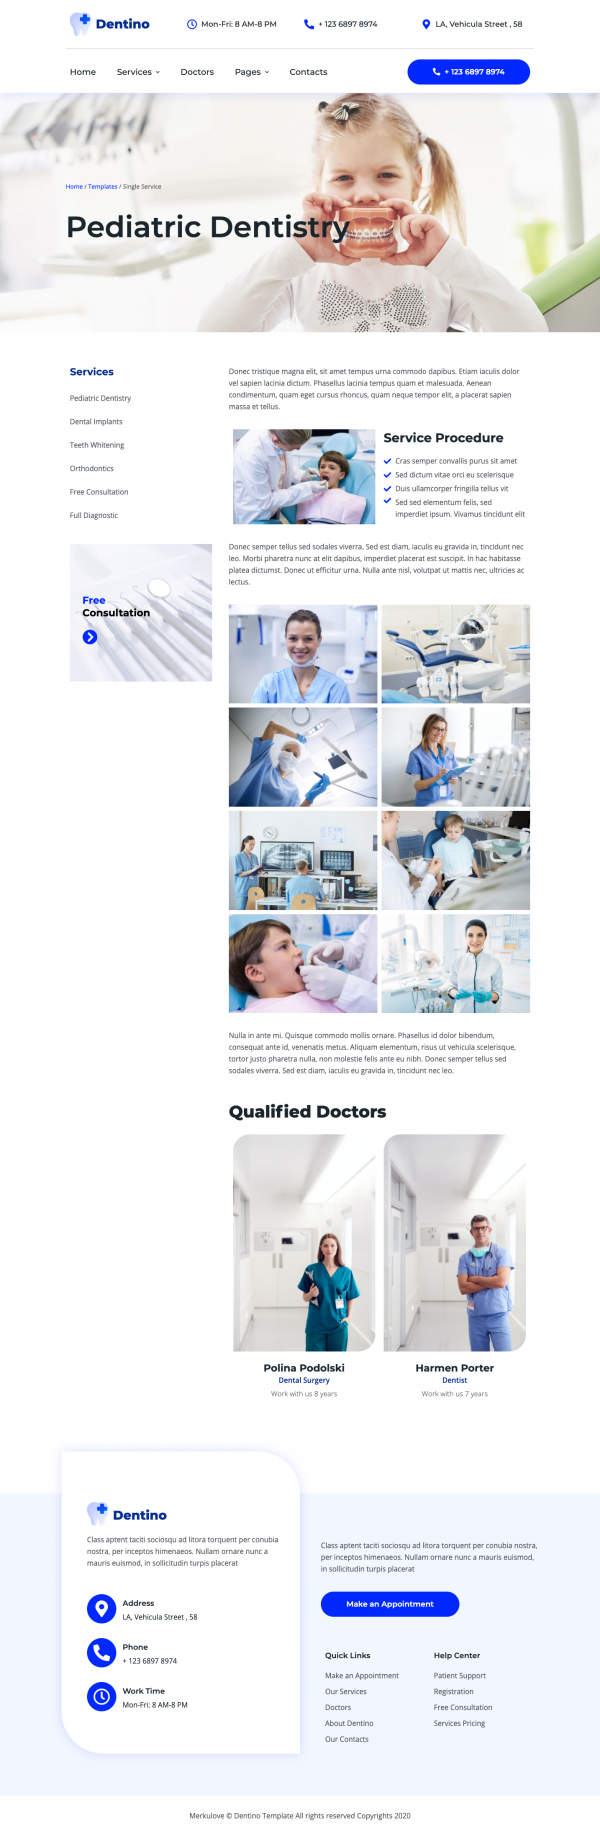 Dentino
Mon-Fri: 8 AM-8 PM
+ 123 6897 8974
LA, Vehicula Street , 58
Home
Services
Doctors
Pages
Contacts
+ 123 6897 8974
Home / Templates / Single Service
Pediatric Dentistry
Services
Pediatric Dentistry
Dental Implants
Teeth Whitening
Orthodontics
Free Consultation
Full Diagnostic
Free
Consultation
Donec tristique magna elit, sit amet tempus urna commodo dapibus. Etiam iaculis dolor
vel sapien lacinia dictum. Phasellus lacinia tempus quam et malesuada. Aenean
condimentum, quam eget cursus rhoncus, quam neque tempor elit, a placerat sapien
massa et tellus.
Service Procedure
Cras semper convallis purus sit amet
Sed dictum vitae orci eu scelerisque
Duis ullamcorper fringilla tellus vit
Sed sed elementum felis, sed
imperdiet ipsum. Vivamus tincidunt elit
Donec semper tellus sed sodales viverra. Sed est diam, iaculis eu gravida in, tincidunt nec
leo. Morbi pharetra nunc at elit dapibus, imperdiet placerat est suscipit. In hac habitasse
platea dictumst. Donec ut efficitur urna. Nulla ante nisl, volutpat ut mattis nec, ultricies ac
lectus.
Nulla in ante mi. Quisque commodo mollis ornare. Phasellus id dolor bibendum,
consequat ante id, venenatis metus. Aliquam elementum, risus ut vehicula scelerisque,
tortor justo pharetra nulla, non molestie felis ante eu nibh. Donec semper tellus sed
sodales viverra. Sed est diam, iaculis eu gravida in, tincidunt nec leo.
Qualified Doctors
Polina Podolski
Dental Surgery
Work with us 8 years
Harmen Porter
Dentist
Work with us 7 years
Dentino
Class aptent taciti sociosqu ad litora torquent per conubia
nostra, per inceptos himenaeos. Nullam ornare nunc a
mauris euismod, in sollicitudin turpis placerat
Address
LA, Vehicula Street , 58
Phone
+ 123 6897 8974
Work Time
Mon-Fri: 8 AM-8 PM
Class aptent taciti sociosqu ad litora torquent per conubia nostra,
per inceptos himenaeos. Nullam ornare nunc a mauris euismod,
in sollicitudin turpis placerat
Make an Appointment
Quick Links
Make an Appointment
Our Services
Doctors
About Dentino
Our Contacts
Help Center
Patient Support
Registration
Free Consultation
Services Pricing
Merkulove © Dentino Template All rights reserved Copyrights 2020